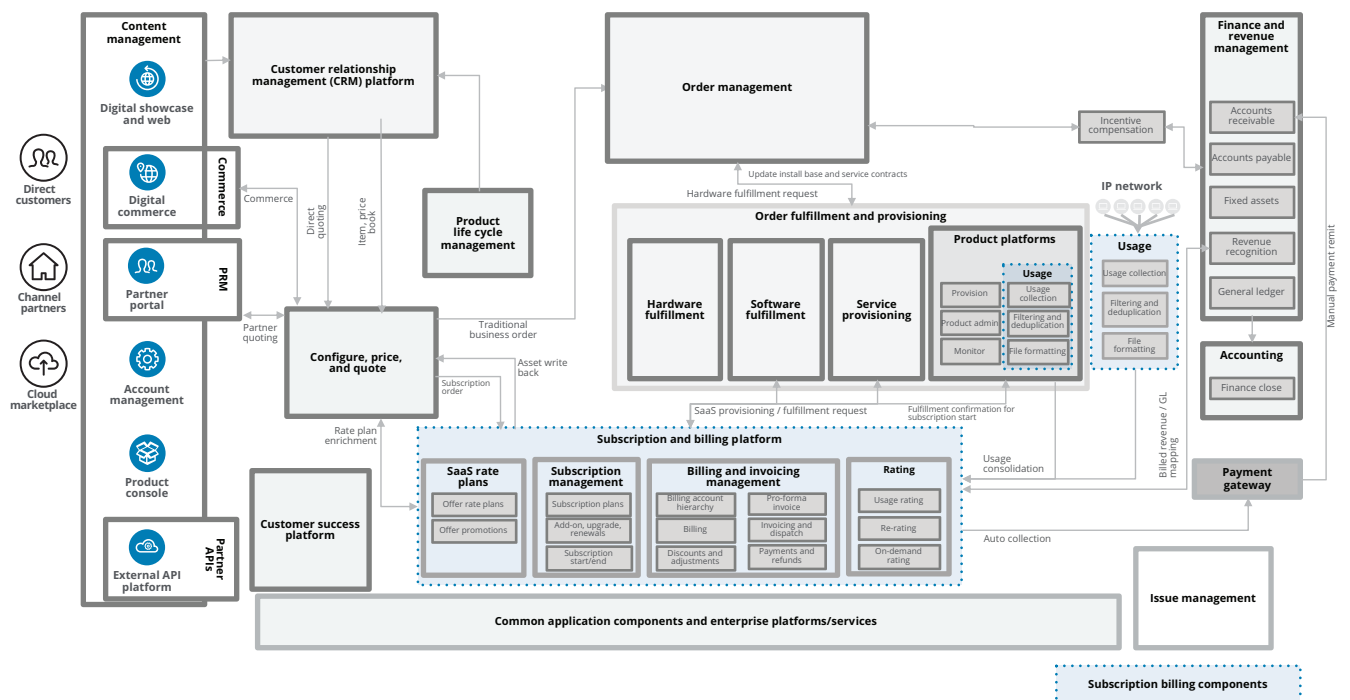 Content
management
Digital showcase
and web
Direct
customers
Commerce
Digital
commerce
Channel
partners
PRM
Partner
portal
Cloud
marketplace
Account
management
Product
console
Partner
APIs
External API
platform
Customer relationship
management (CRM) platform
Commerce
Direct
quoting
Item, price
book
Product
life cycle
management
Partner
quoting
Configure, price,
and quote
Traditional
business order
Asset write
back
Subscription
order
Rate plan
enrichment
Customer success
platform
Order management
Update install base and service contracts
Hardware fulfillment request
Order fulfillment and provisioning
Hardware
fulfillment
Software
fulfillment
Service
provisioning
Product platforms
Provision
Product admin
Monitor
Usage
Usage
collection
Filtering and
deduplication
File formatting
SaaS provisioning / fulfillment request
Fulfillment confirmation for
subscription start
Incentive
compensation
IP network
Usage
Usage collection
Filtering and
deduplication
File
formatting
Finance and
revenue
management
Accounts
receivable
Accounts payable
Fixed assets
Revenue
recognition
General ledger
Accounting
Finance close
Manual payment remit
Billed revenue / GL
mapping
Payment
gateway
Usage
consolidation
Auto collection
Subscription and billing platform
SaaS rate
plans
Offer rate plans
Offer promotions
Subscription
management
Subscription plans
Add-on, upgrade,
renewals
Subscription
start/end
Billing and invoicing
management
Billing account
hierarchy
Billing
Discounts and
adjustments
Pro-forma
invoice
Invoicing and
dispatch
Payments and
refunds
Rating
Usage rating
Re-rating
On-demand
rating
Issue management
Common application components and enterprise platforms/services
Subscription billing components